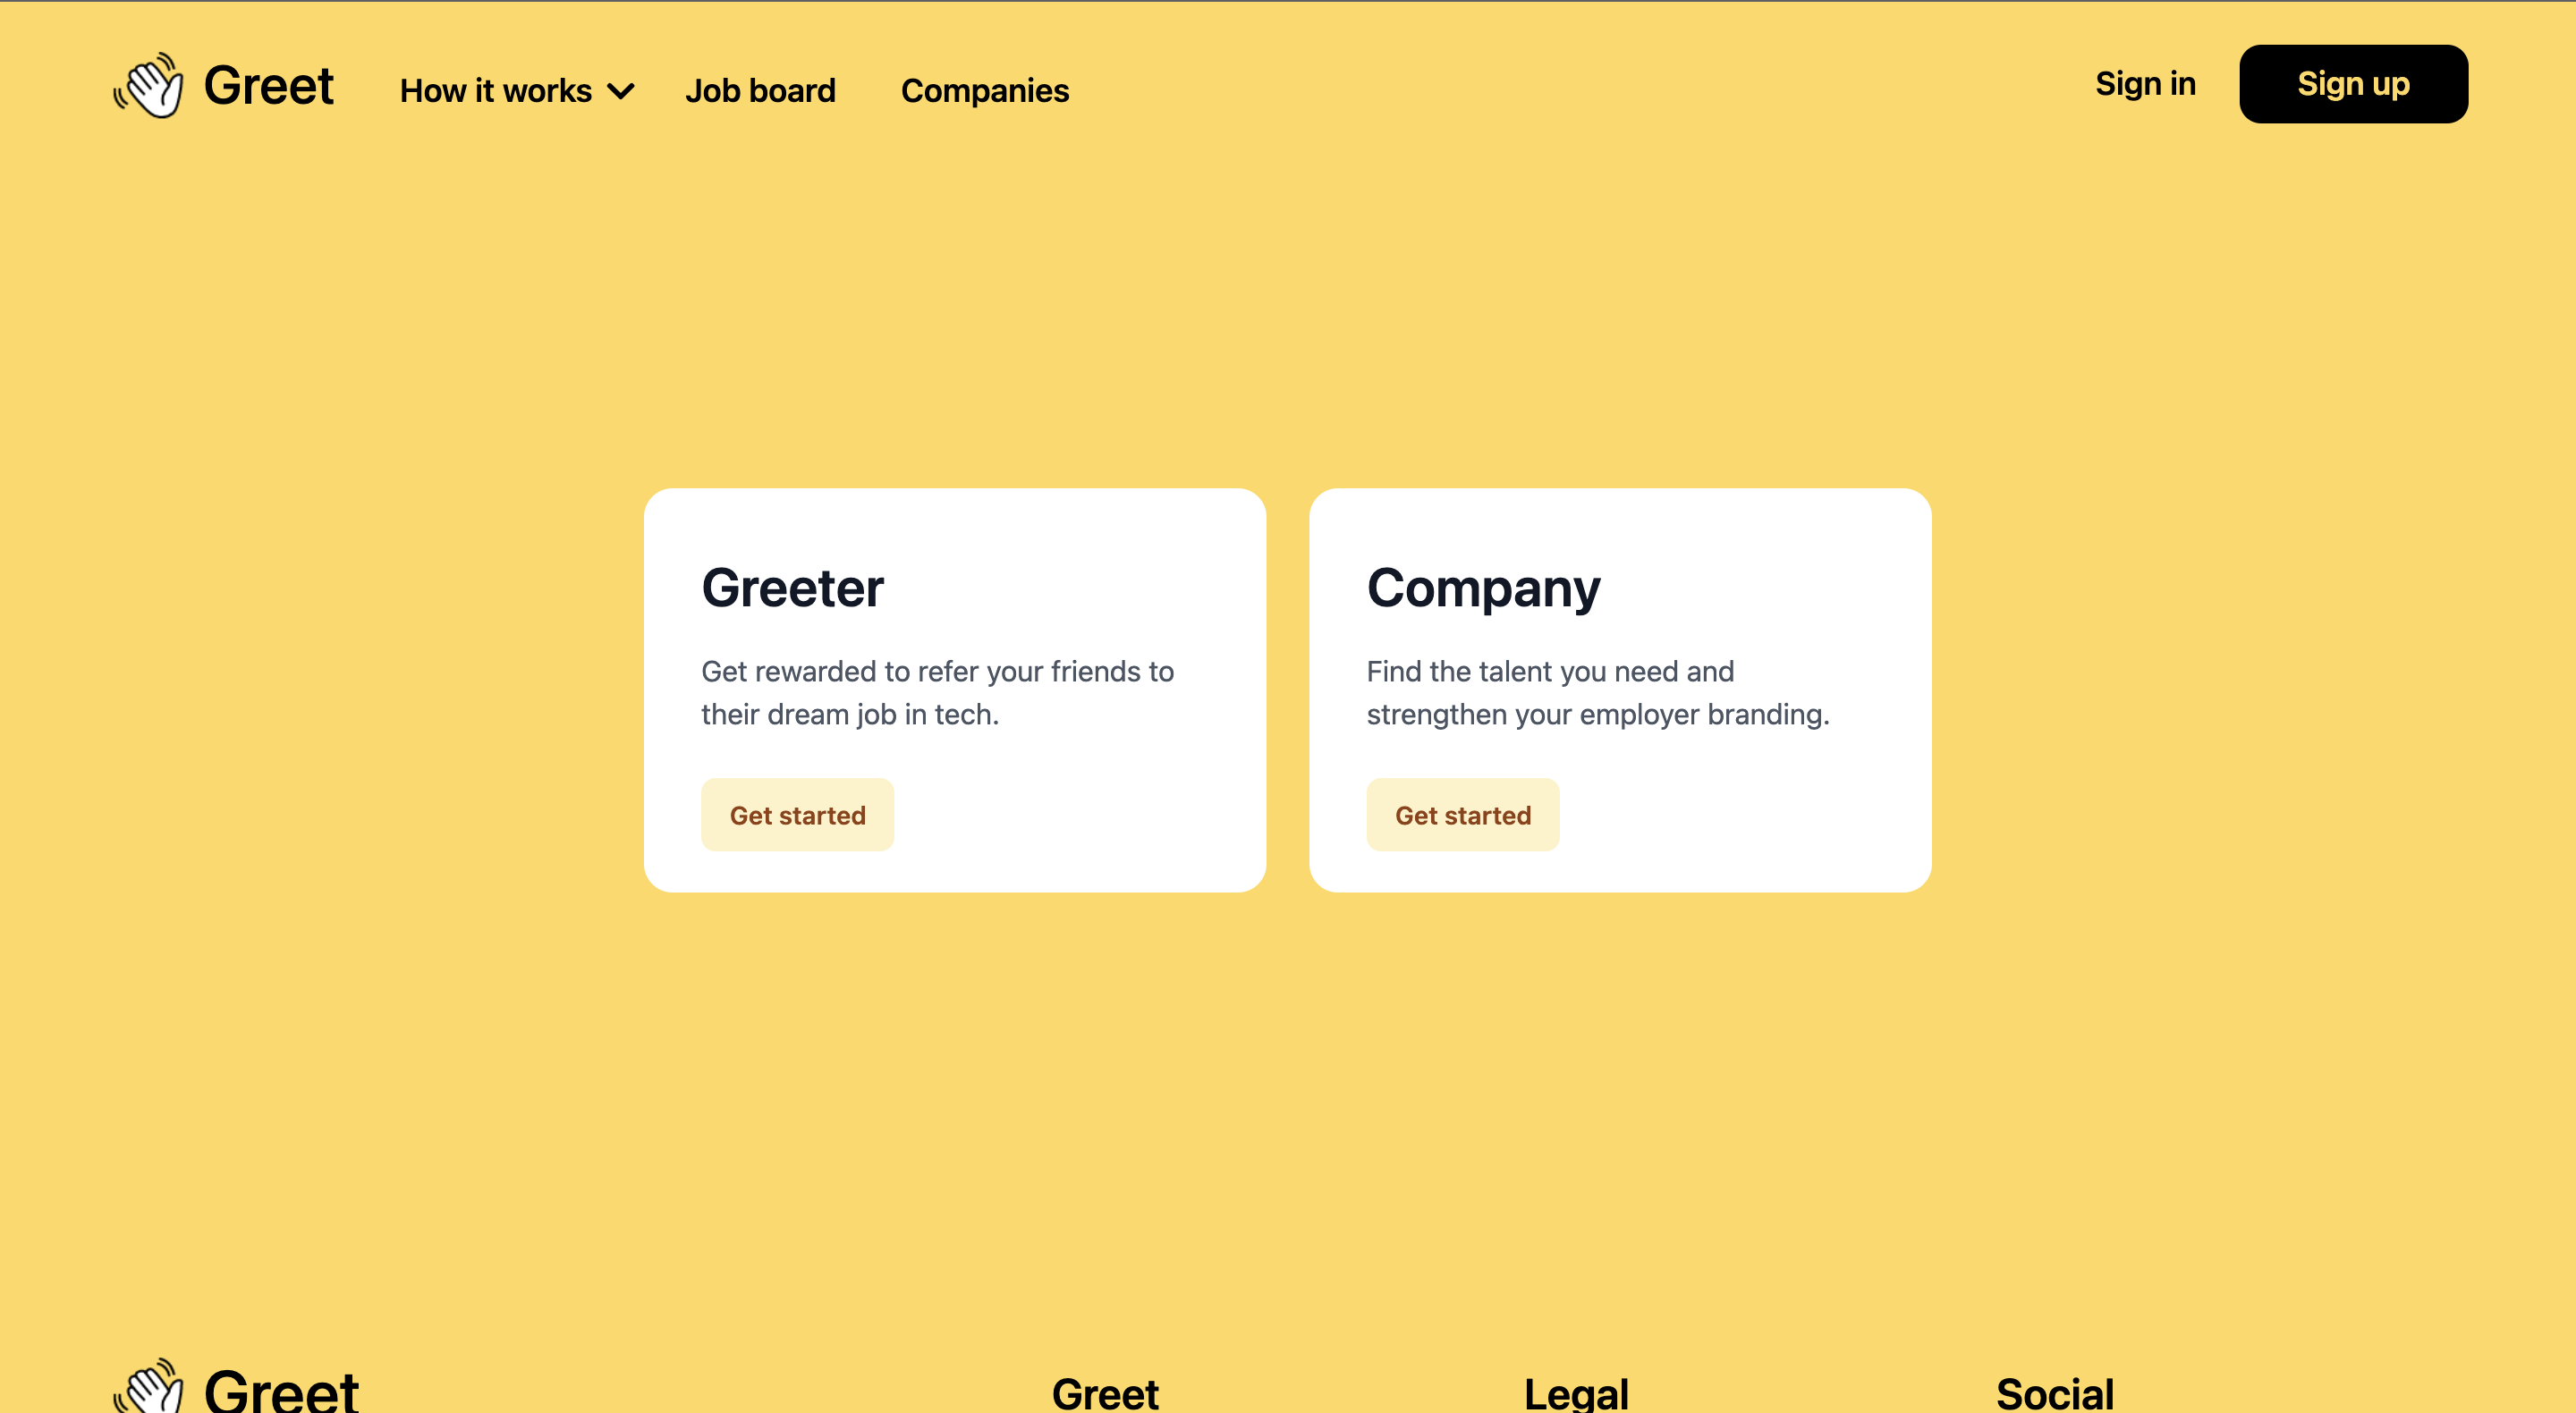 Greet
How it works
Job board
Companies
Sign in
Sign up
Greeter
Get rewarded to refer your friends to
their dream job in tech.
Get started
Company
Find the talent you need and
strengthen your employer branding.
Get started
Greet
Greet
Legal
Social